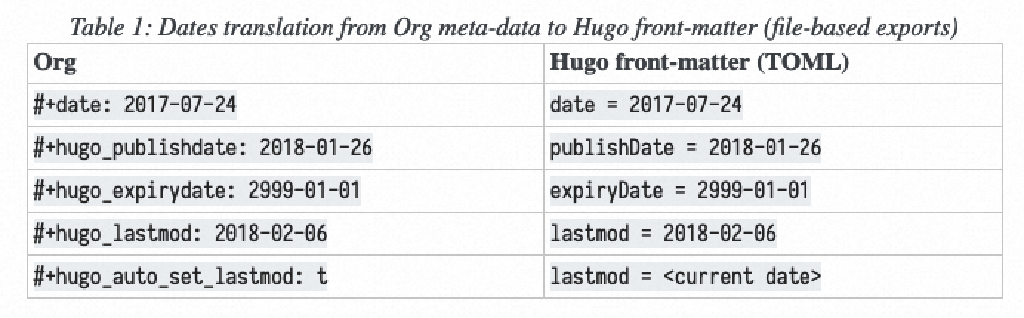 Table 1: Dates translation from Org meta-data to Hugo front-matter (file-based exports)
Org Hugo front-matter (TOML)
#+date: 2017-07-24 date = 2017-07-24
#+hugo_publishdate: 2018-01-26 publishDate = 2018-01-26
#+hugo_expirydate: 2999-01-01 expiryDate = 2999-01-01
#+hugo_lastmod: 2018-02-06 lastmod = 2018-02-06
#+hugo_auto_set_lastmod: t lastmod = <current date>